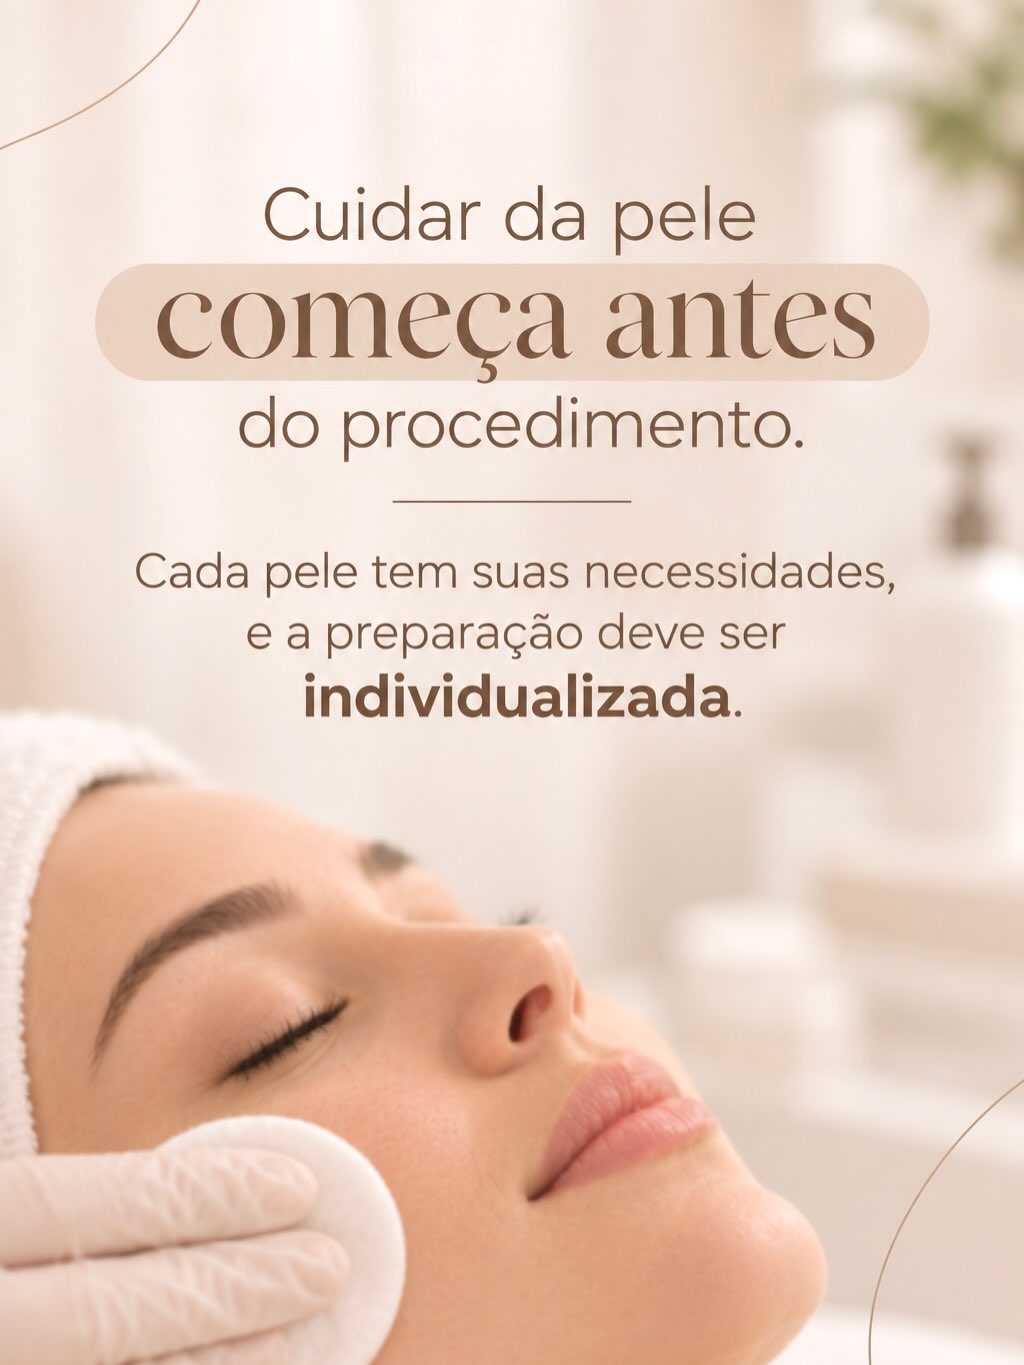 Cuidar da pele
começa antes
do procedimento.
Cada pele tem suas necessidades,
e a preparação deve ser
individualizada.